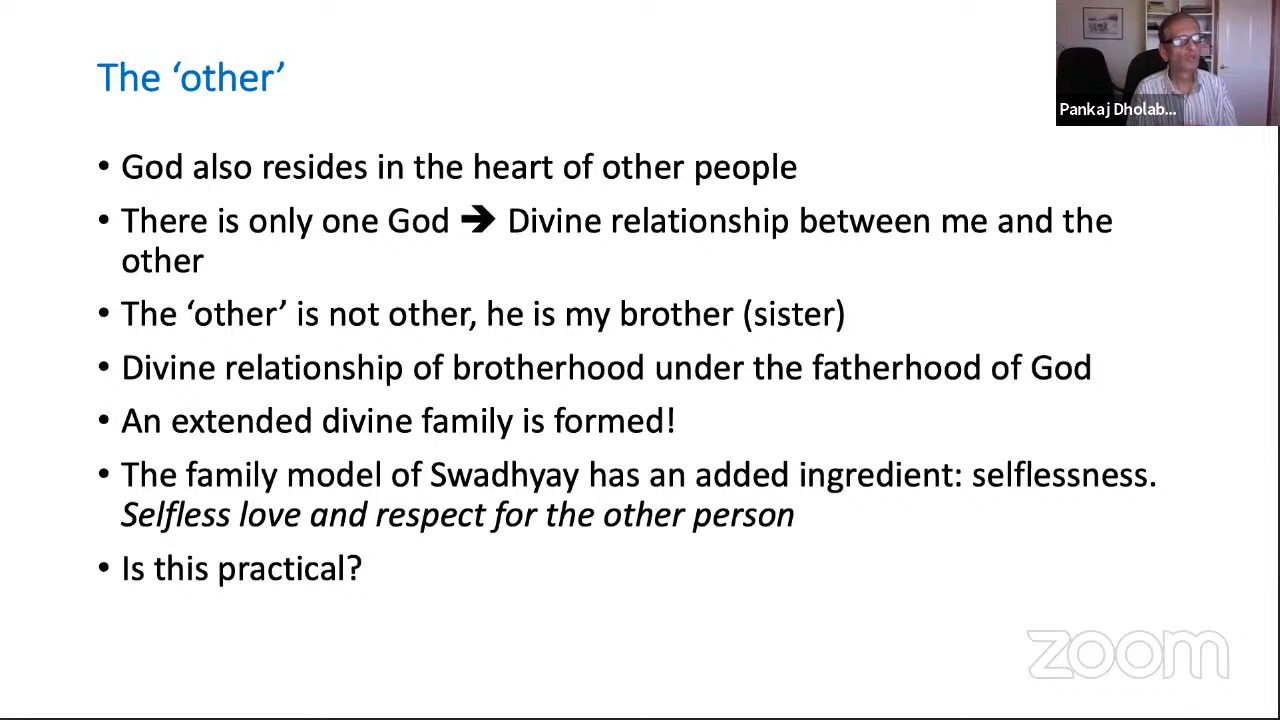 The ‘other’
Pankaj Dholab...
• God also resides in the heart of other people
• There is only one God ➔ Divine relationship between me and the
other
• The ‘other’ is not other, he is my brother (sister)
• Divine relationship of brotherhood under the fatherhood of God
• An extended divine family is formed!
• The family model of Swadhyay has an added ingredient: selflessness.
Selfless love and respect for the other person
• Is this practical?
zoom